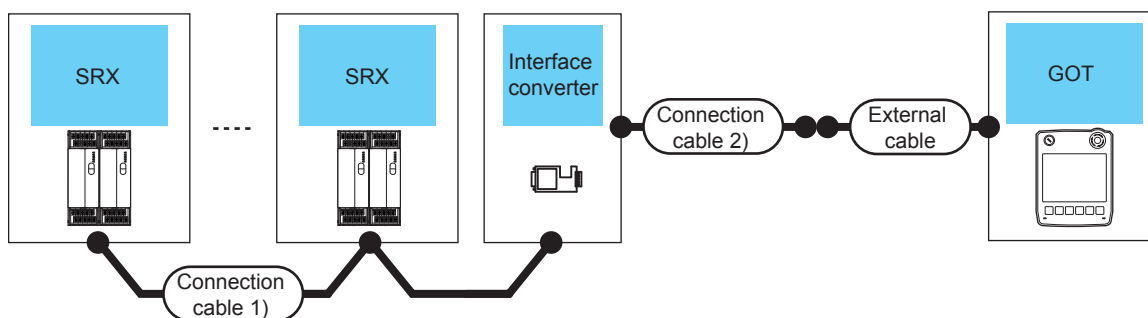 SRX
SRX
Interface
converter
GOT
Connection
cable 2)
External
cable
Connection
cable 1)